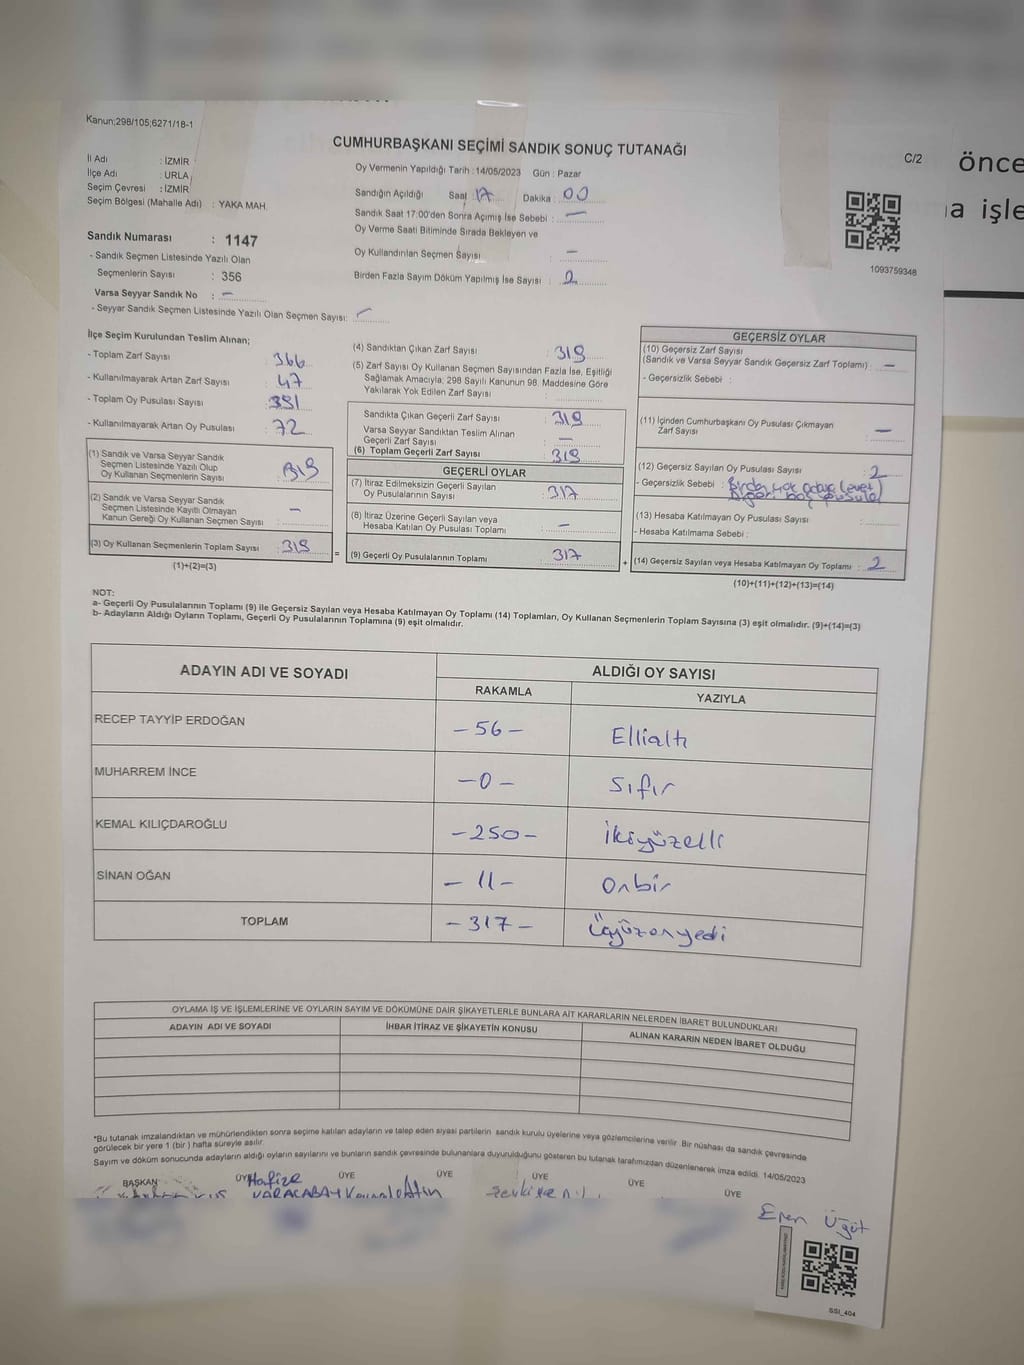 Kanun;298/105;6271/18-1
CUMHURBAŞKANI SEÇİMİ SANDIK SONUÇ TUTANAĞI
C/2
önce
a işle
İl Adı : İZMİR
İlçe Adı : URLA
Seçim Çevresi : İZMİR
Seçim Bölgesi (Mahalle Adı) : YAKA MAH.
Oy Vermenin Yapıldığı Tarih : 14/05/2023 Gün : Pazar
Sandığın Açıldığı Saat 17 Dakika : 00
Sandık Saat 17:00'den Sonra Açımış İse Sebebi : —
Oy Verme Saati Bitiminde Sırada Bekleyen ve
Oy Kullandırılan Seçmen Sayısı : —
Birden Fazla Sayım Döküm Yapılmış İse Sayısı : 2
1093759348
Sandık Numarası : 1147
- Sandık Seçmen Listesinde Yazılı Olan
Seçmenlerin Sayısı : 356
Varsa Seyyar Sandık No : —
- Seyyar Sandık Seçmen Listesinde Yazılı Olan Seçmen Sayısı: —
İlçe Seçim Kurulundan Teslim Alınan;
- Toplam Zarf Sayısı : 366
- Kullanılmayarak Artan Zarf Sayısı : 47
- Toplam Oy Pusulası Sayısı : 391
- Kullanılmayarak Artan Oy Pusulası : 72
(1) Sandık ve Varsa Seyyar Sandık
Seçmen Listesinde Yazılı Olup
Oy Kullanan Seçmenlerin Sayısı : 319
(2) Sandık ve Varsa Seyyar Sandık
Seçmen Listesinde Kayıtlı Olmayan
Kanun Gereği Oy Kullanan Seçmen Sayısı : —
(3) Oy Kullanan Seçmenlerin Toplam Sayısı : 319
(1)+(2)=(3)
=
(4) Sandıktan Çıkan Zarf Sayısı : 319
(5) Zarf Sayısı Oy Kullanan Seçmen Sayısından Fazla İse, Eşitliği
Sağlamak Amacıyla; 298 Sayılı Kanunun 98. Maddesine Göre
Yakılarak Yok Edilen Zarf Sayısı :
Sandıkta Çıkan Geçerli Zarf Sayısı : 319
Varsa Seyyar Sandıktan Teslim Alınan
Geçerli Zarf Sayısı : —
(6) Toplam Geçerli Zarf Sayısı : 319
GEÇERLİ OYLAR
(7) İtiraz Edilmeksizin Geçerli Sayılan
Oy Pusulalarının Sayısı : 317
(8) İtiraz Üzerine Geçerli Sayılan veya
Hesaba Katılan Oy Pusulası Toplamı : —
(9) Geçerli Oy Pusulalarının Toplamı : 317
+
GEÇERSİZ OYLAR
(10) Geçersiz Zarf Sayısı
(Sandık ve Varsa Seyyar Sandık Geçersiz Zarf Toplamı) : —
- Geçersizlik Sebebi :
(11) İçinden Cumhurbaşkanı Oy Pusulası Çıkmayan
Zarf Sayısı : —
(12) Geçersiz Sayılan Oy Pusulası Sayısı : 2
- Geçersizlik Sebebi : Birden çok adaya (evet)
boş pusula
(13) Hesaba Katılmayan Oy Pusulası Sayısı :
- Hesaba Katılmama Sebebi :
(14) Geçersiz Sayılan veya Hesaba Katılmayan Oy Toplamı : 2
(10)+(11)+(12)+(13)=(14)
NOT:
a- Geçerli Oy Pusulalarının Toplamı (9) ile Geçersiz Sayılan veya Hesaba Katılmayan Oy Toplamı (14) Toplamları, Oy Kullanan Seçmenlerin Toplam Sayısına (3) eşit olmalıdır. (9)+(14)=(3)
b- Adayların Aldığı Oyların Toplamı, Geçerli Oy Pusulalarının Toplamına (9) eşit olmalıdır.
ADAYIN ADI VE SOYADI ALDIĞI OY SAYISI
RAKAMLA YAZIYLA
RECEP TAYYİP ERDOĞAN -56- Ellialtı
MUHARREM İNCE -0- Sıfır
KEMAL KILIÇDAROĞLU -250- İkiyüzelli
SİNAN OĞAN -11- Onbir
TOPLAM -317- Üçyüzonyedi
OYLAMA İŞ VE İŞLEMLERİNE VE OYLARIN SAYIM VE DÖKÜMÜNE DAİR ŞİKAYETLERLE BUNLARA AİT KARARLARIN NELERDEN İBARET BULUNDUKLARI
ADAYIN ADI VE SOYADI İHBAR İTİRAZ VE ŞİKAYETİN KONUSU ALINAN KARARIN NEDEN İBARET OLDUĞU
*Bu tutanak imzalandıktan ve mühürlendikten sonra seçime katılan adayların ve talep eden siyasi partilerin sandık kurulu üyelerine veya gözlemcilerine verilir. Bir nüshası da sandık çevresinde
görülecek bir yere 1 (bir ) hafta süreyle asılır.
Sayım ve döküm sonucunda adayların aldığı oyların sayılarını ve bunların sandık çevresinde bulunanlara duyurulduğunu gösteren bu tutanak tarafımızdan düzenlenerek imza edildi. 14/05/2023
BAŞKAN ÜYE ÜYE ÜYE ÜYE ÜYE ÜYE
Hafize
Eren Üğüt
SSİ_404